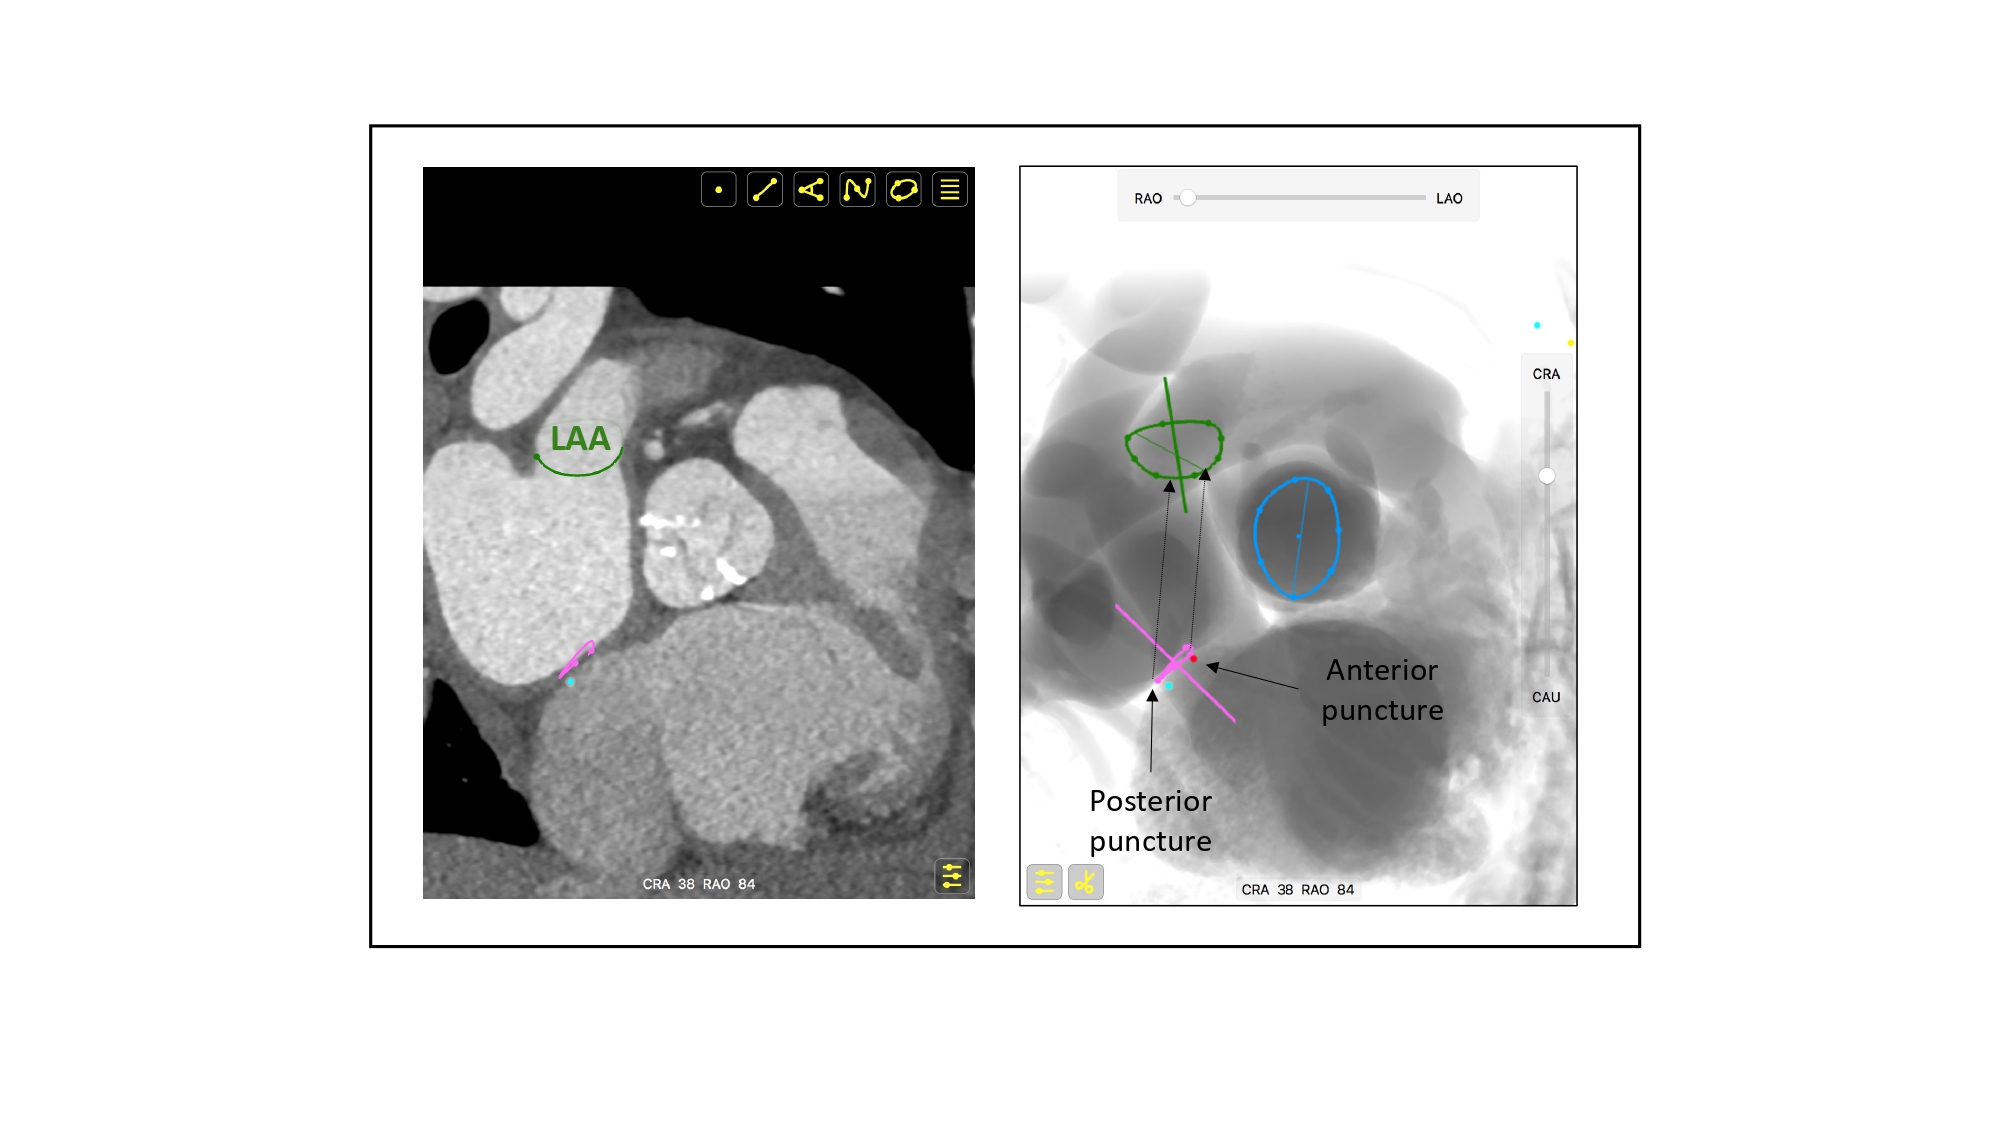 LAA
CRA 38 RAO 84
RAO
LAO
CRA
CAU
Anterior
puncture
Posterior
puncture
CRA 38 RAO 84